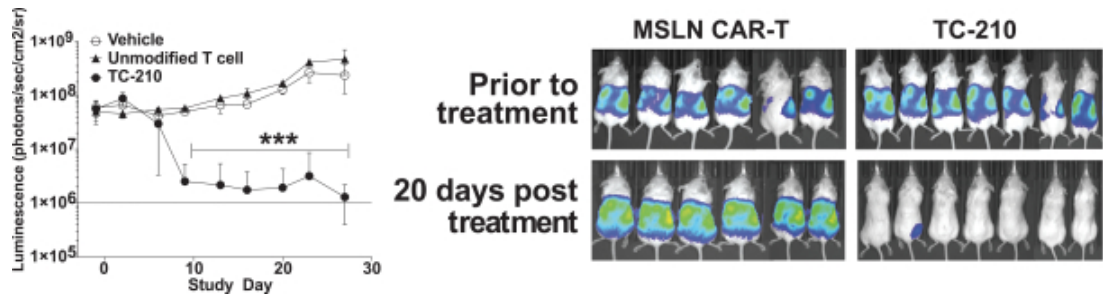 Luminescence (photons/sec/cm2/sr)
1×10⁹
1×10⁸
1×10⁷
1×10⁶
1×10⁵
Vehicle
Unmodified T cell
TC-210
***
0
10
20
30
Study Day
MSLN CAR-T
TC-210
Prior to
treatment
20 days post
treatment